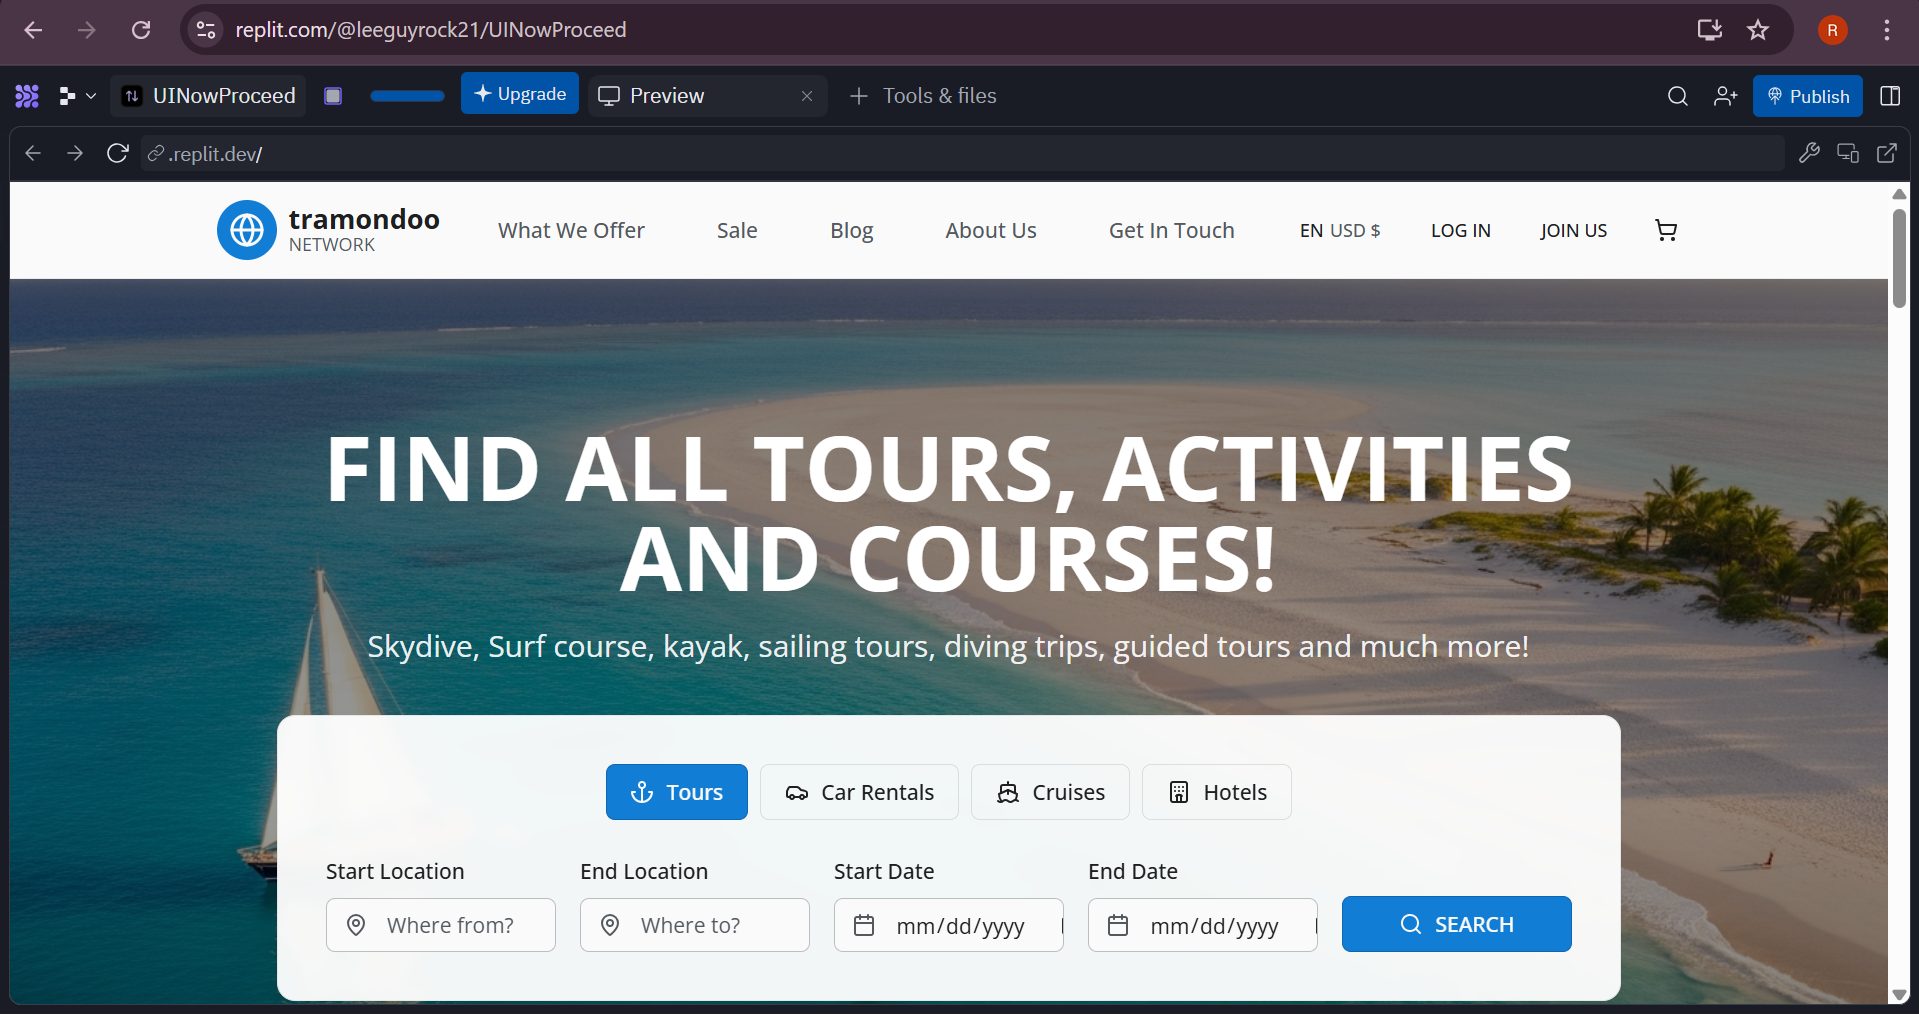 replit.com/@leeguyrock21/UINowProceed
R
UINowProceed
Upgrade
Preview
Tools & files
Publish
.replit.dev/
tramondoo
NETWORK
What We Offer
Sale
Blog
About Us
Get In Touch
EN USD $
LOG IN
JOIN US
FIND ALL TOURS, ACTIVITIES
AND COURSES!
Skydive, Surf course, kayak, sailing tours, diving trips, guided tours and much more!
Tours
Car Rentals
Cruises
Hotels
Start Location
End Location
Start Date
End Date
Where from?
Where to?
mm/dd/yyyy
mm/dd/yyyy
SEARCH